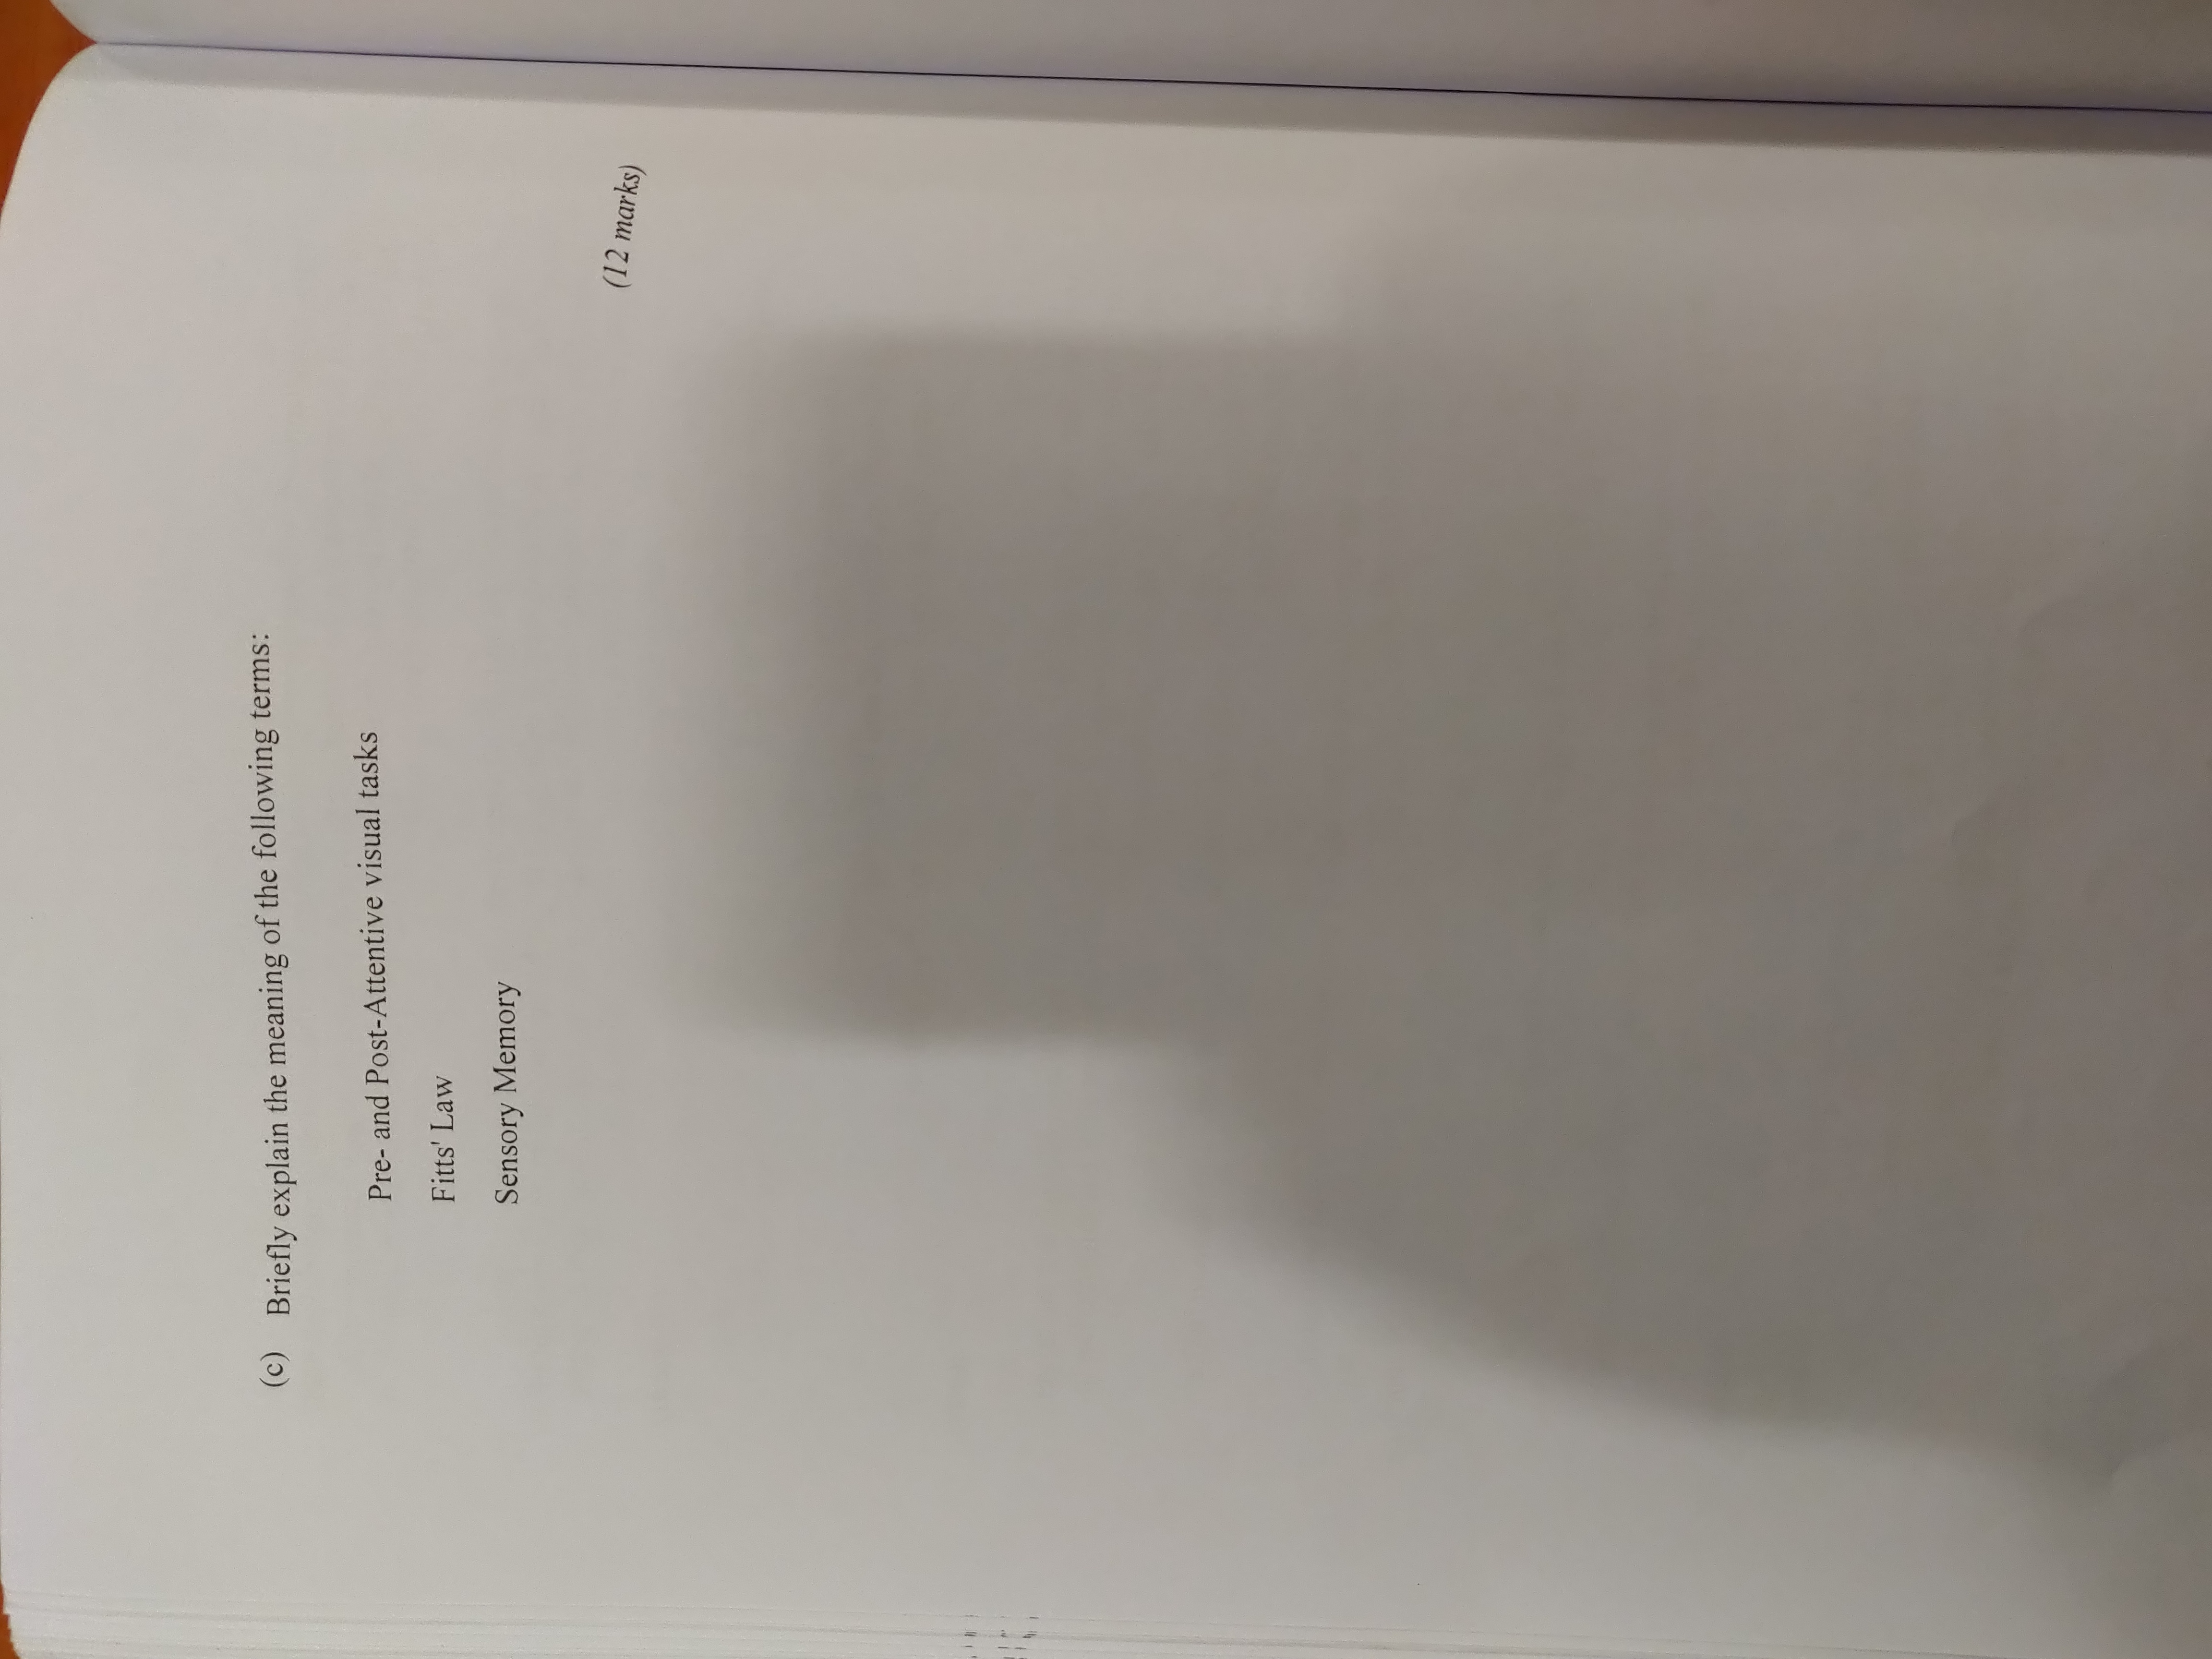 (c) Briefly explain the meaning of the following terms:
Pre- and Post-Attentive visual tasks
Fitts' Law
Sensory Memory
(12 marks)